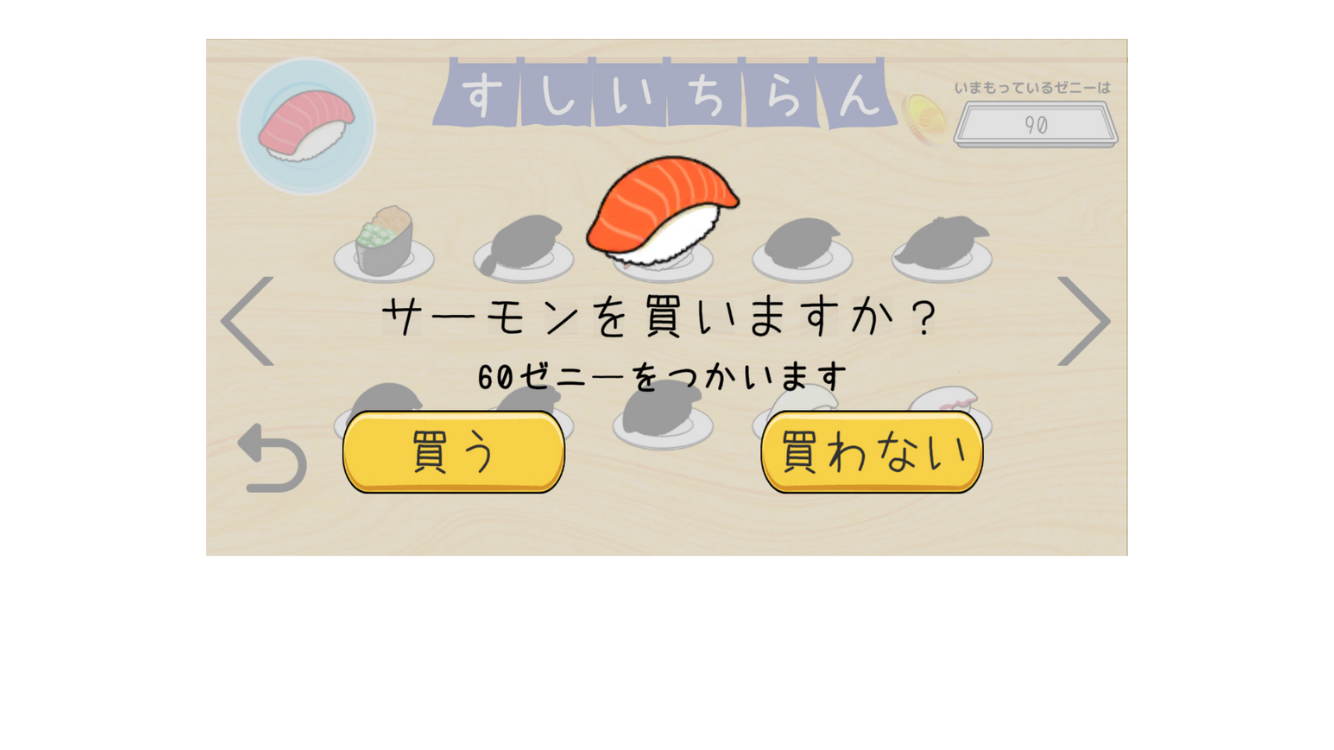 すしいちらん
いまもっているゼニーは
90
サーモンを買いますか？
60ゼニーをつかいます
買う
買わない